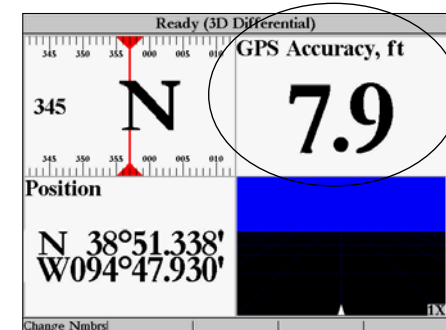 Ready (3D Differential)
345 350 355 000 005 010
345
N
345 350 355 000 005 010
GPS Accuracy, ft
7.9
Position
N 38°51.338'
W094°47.930'
1X
Change Nmbrs